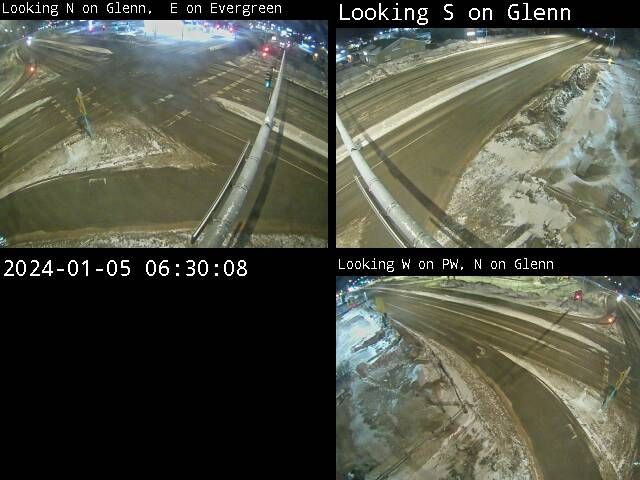 Looking N on Glenn, E on Evergreen
Looking S on Glenn
2024-01-05 06:30:08
Looking W on PW, N on Glenn